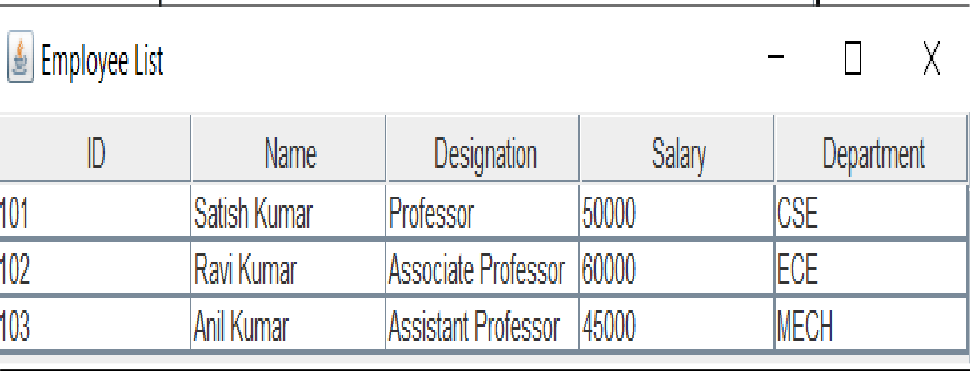 Employee List
ID Name Designation Salary Department
101 Satish Kumar Professor 50000 CSE
102 Ravi Kumar Associate Professor 60000 ECE
103 Anil Kumar Assistant Professor 45000 MECH